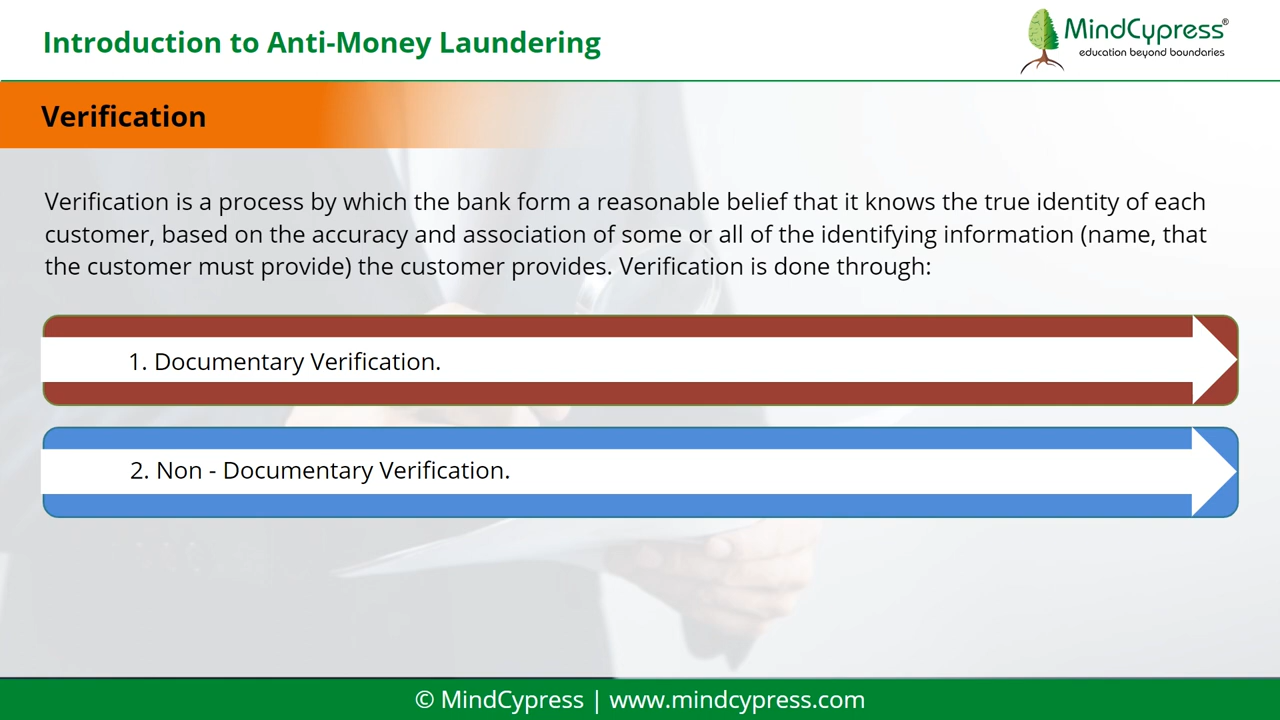 Introduction to Anti-Money Laundering
MindCypress®
education beyond boundaries
Verification
Verification is a process by which the bank form a reasonable belief that it knows the true identity of each
customer, based on the accuracy and association of some or all of the identifying information (name, that
the customer must provide) the customer provides. Verification is done through:
1. Documentary Verification.
2. Non - Documentary Verification.
© MindCypress | www.mindcypress.com